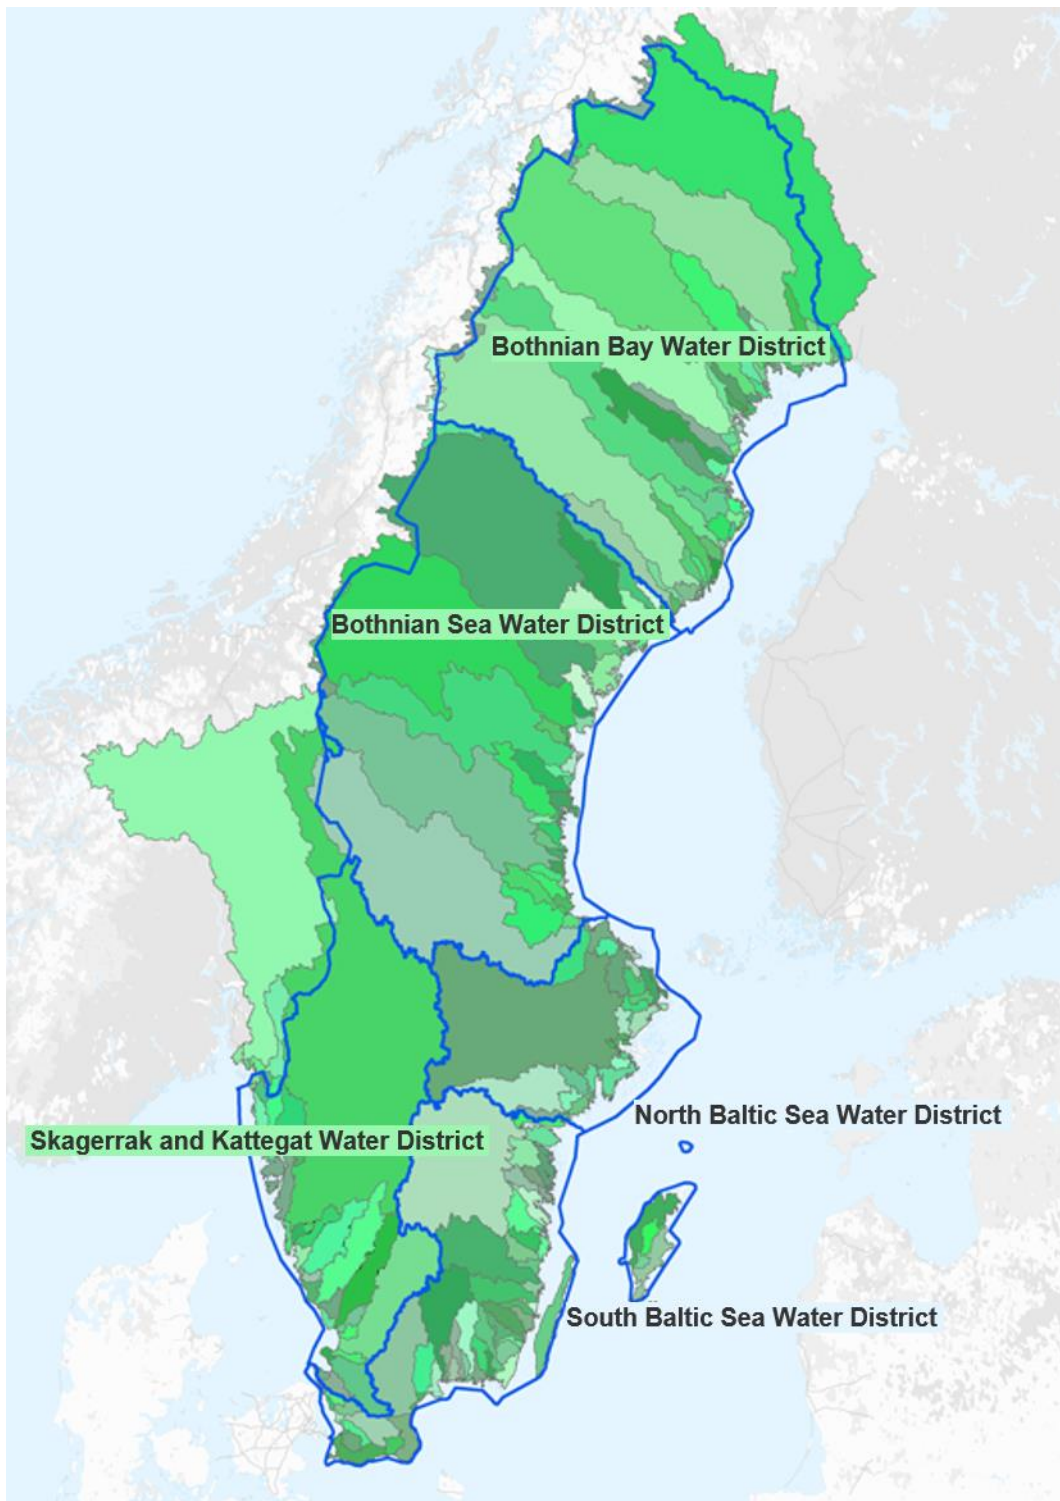 Bothnian Bay Water District
Bothnian Sea Water District
North Baltic Sea Water District
Skagerrak and Kattegat Water District
South Baltic Sea Water District